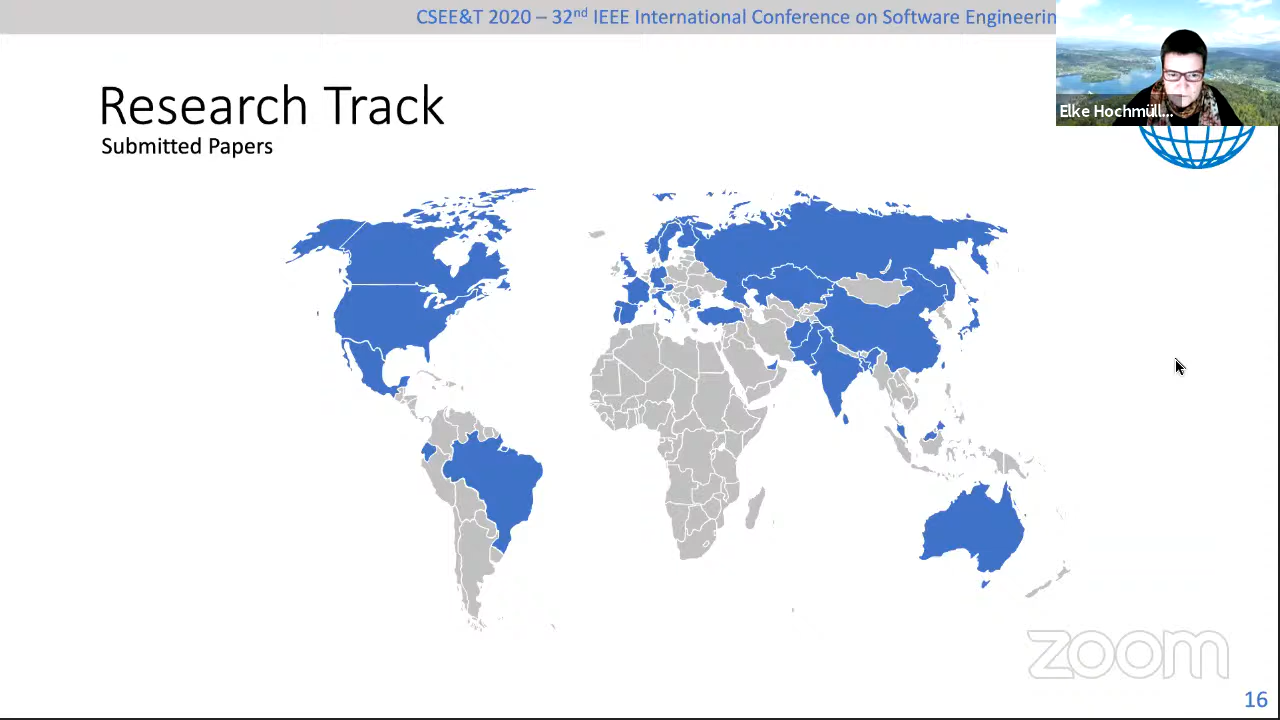 CSEE&T 2020 – 32nd IEEE International Conference on Software Engineerin
Elke Hochmüll...
Research Track
Submitted Papers
zoom
16